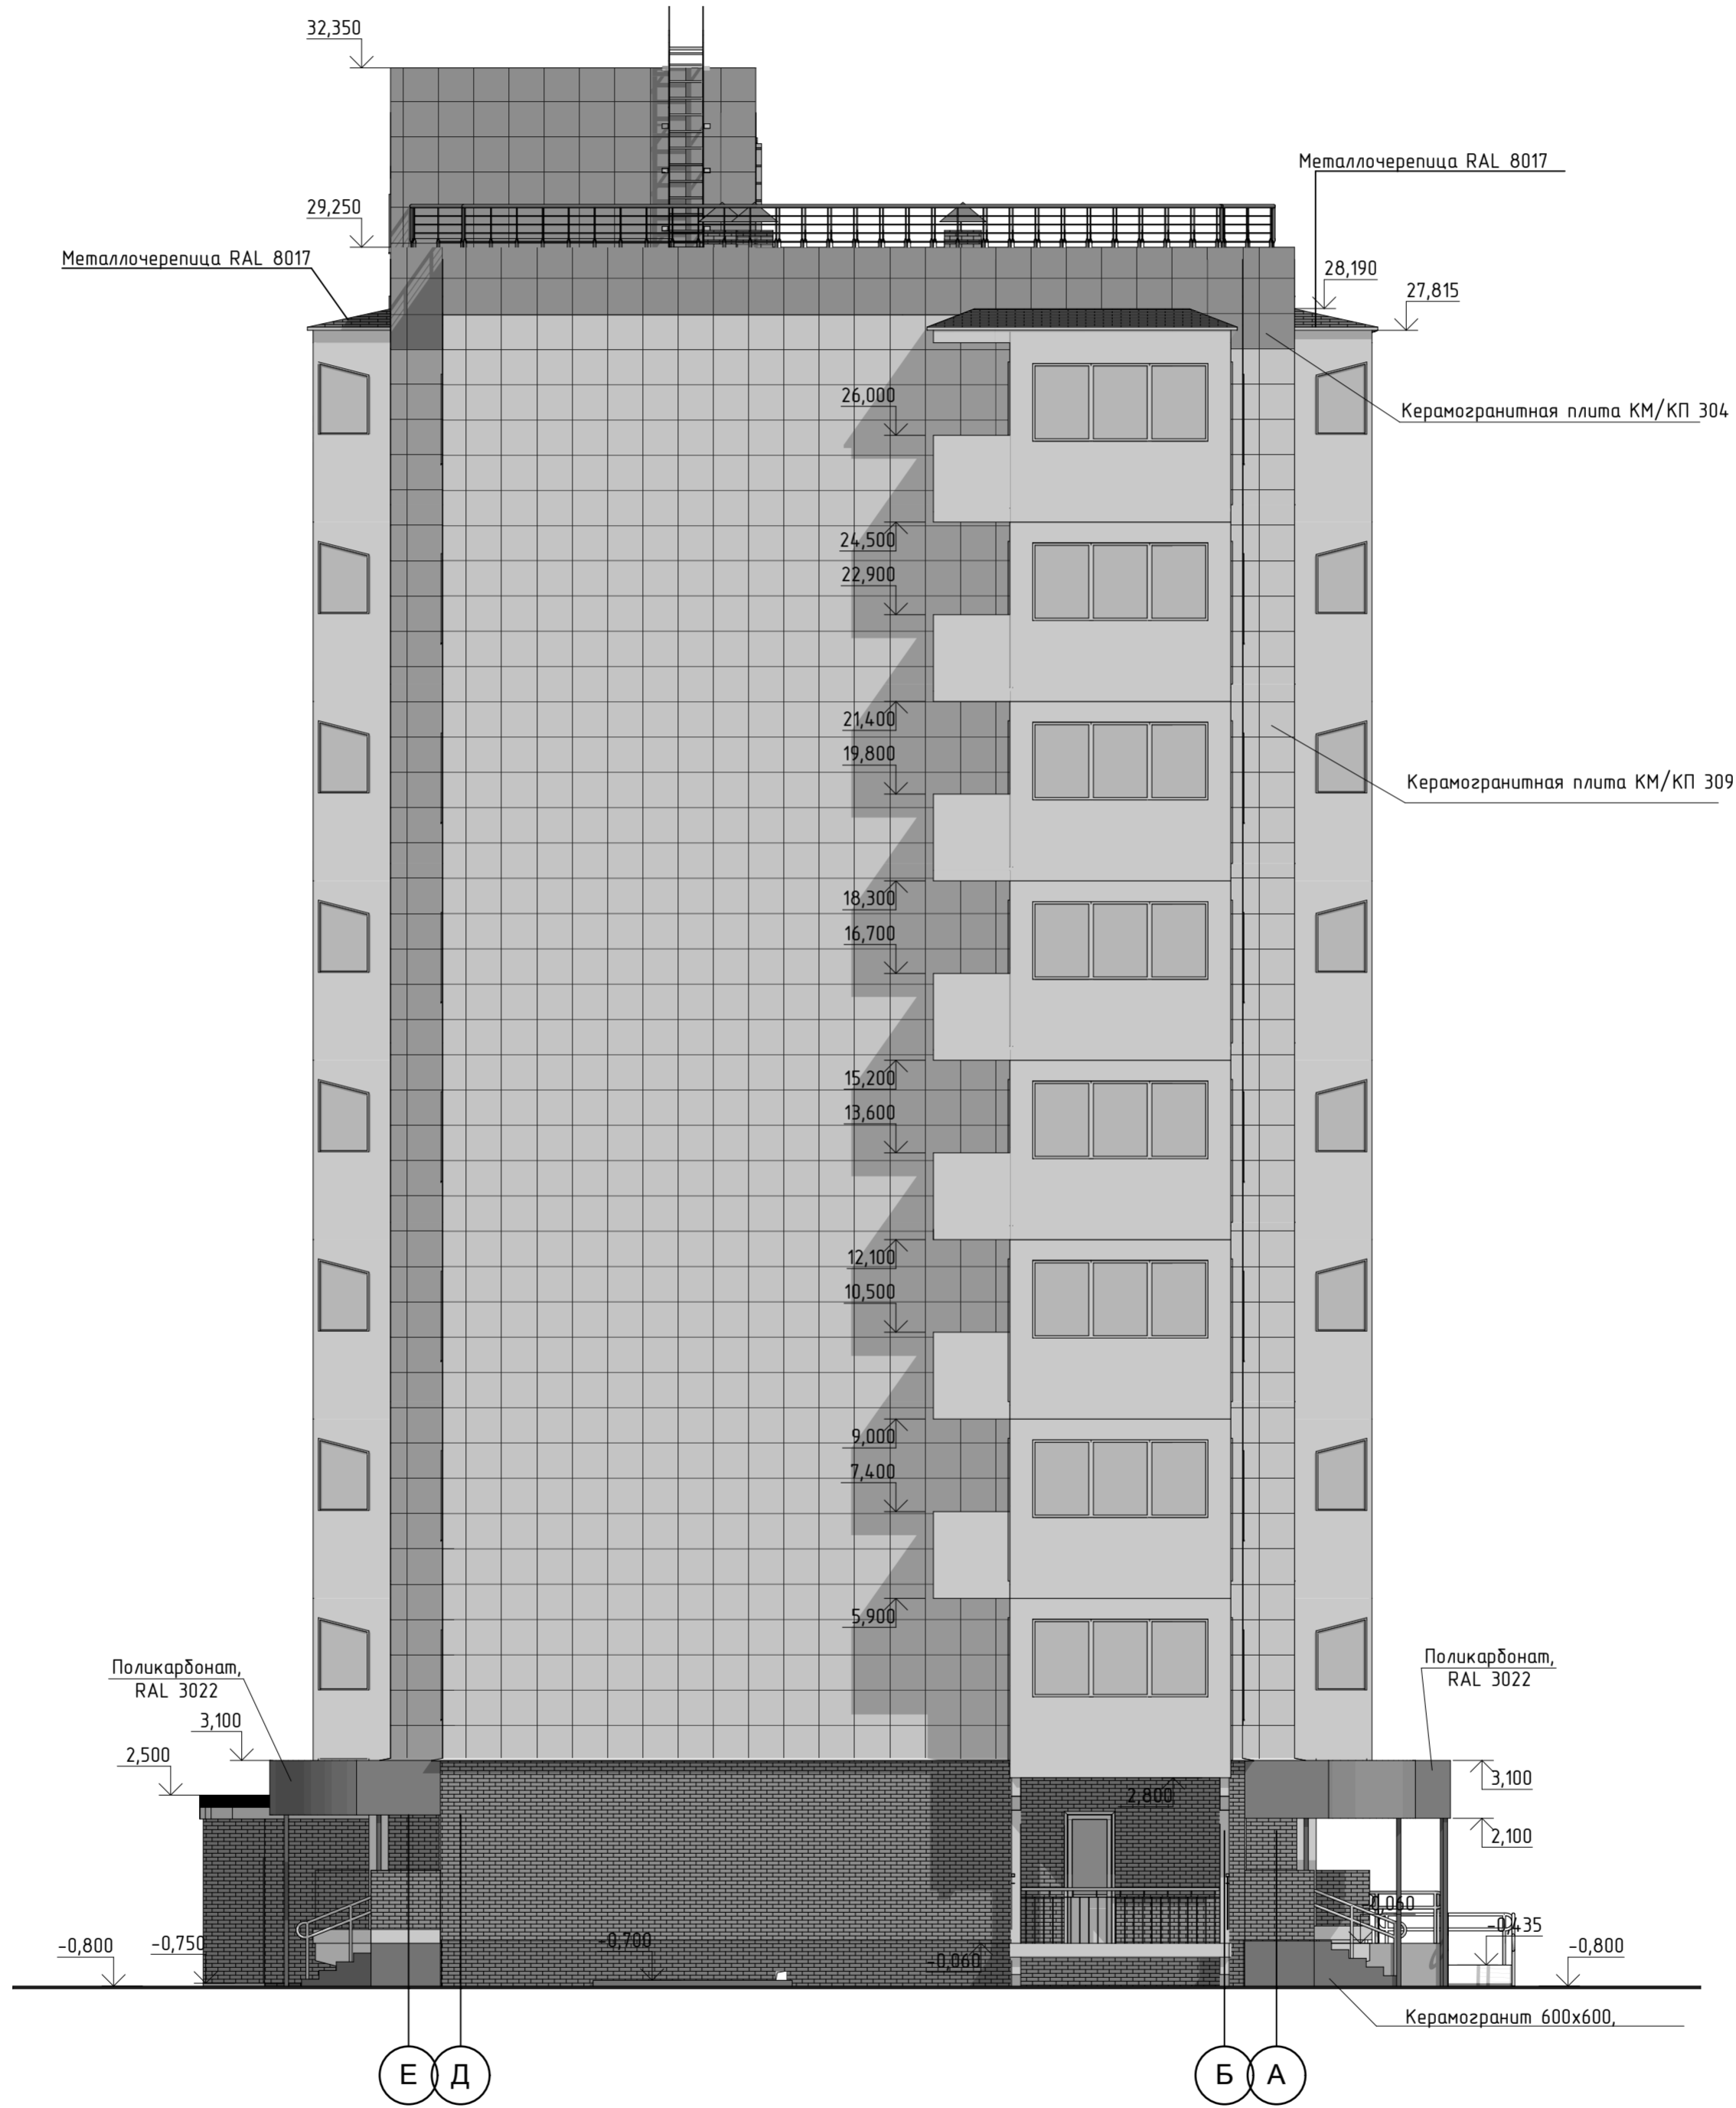 32,350
Металлочерепица RAL 8017
29,250
Металлочерепица RAL 8017
28,190
27,815
26,000
Керамогранитная плита КМ/КП 304
24,500
22,900
21,400
19,800
Керамогранитная плита КМ/КП 309
18,300
16,700
15,200
13,600
12,100
10,500
9,000
7,400
5,900
Поликарбонат,
RAL 3022
Поликарбонат,
RAL 3022
3,100
2,500
3,100
2,800
2,100
-0,060
-0,435
-0,800
-0,750
-0,700
-0,060
-0,800
Керамогранит 600х600,
Е
Д
Б
А